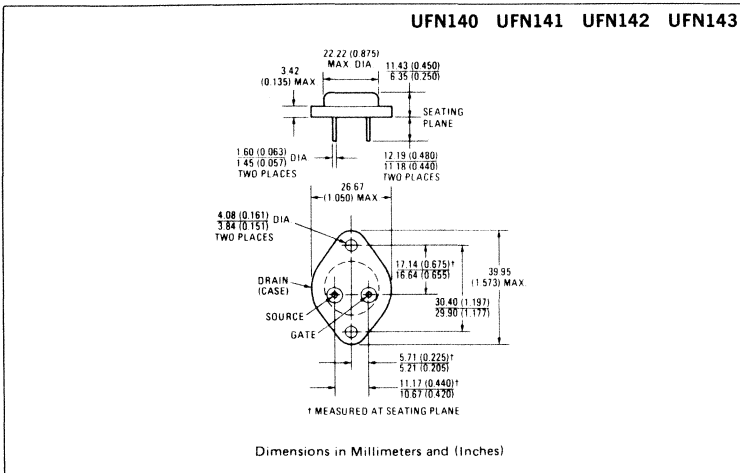 UFN140 UFN141 UFN142 UFN143
22.22 (0.875)
MAX. DIA
3.42
(0.135) MAX.
11.43 (0.450)
6.35 (0.250)
SEATING
PLANE
1.60 (0.063)
1.45 (0.057) DIA
TWO PLACES
12.19 (0.480)
11.18 (0.440)
TWO PLACES
26.67
(1.050) MAX
4.08 (0.161)
3.84 (0.151) DIA
TWO PLACES
17.14 (0.675)†
16.64 (0.655)
39.95
(1.573) MAX.
DRAIN
(CASE)
30.40 (1.197)
29.90 (1.177)
SOURCE
GATE
5.71 (0.225)†
5.21 (0.205)
11.17 (0.440)†
10.67 (0.420)
† MEASURED AT SEATING PLANE
Dimensions in Millimeters and (Inches)